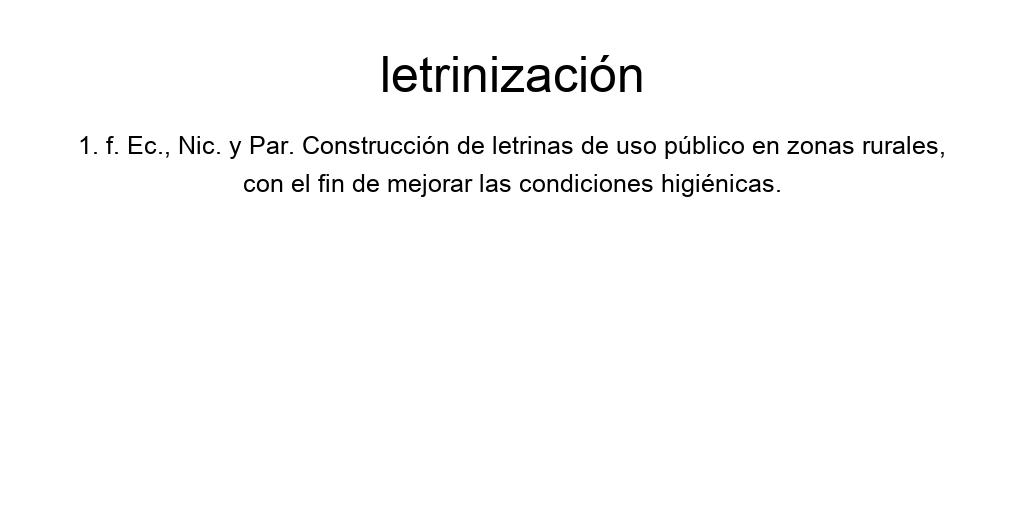 letrinización
1. f. Ec., Nic. y Par. Construcción de letrinas de uso público en zonas rurales,
con el fin de mejorar las condiciones higiénicas.